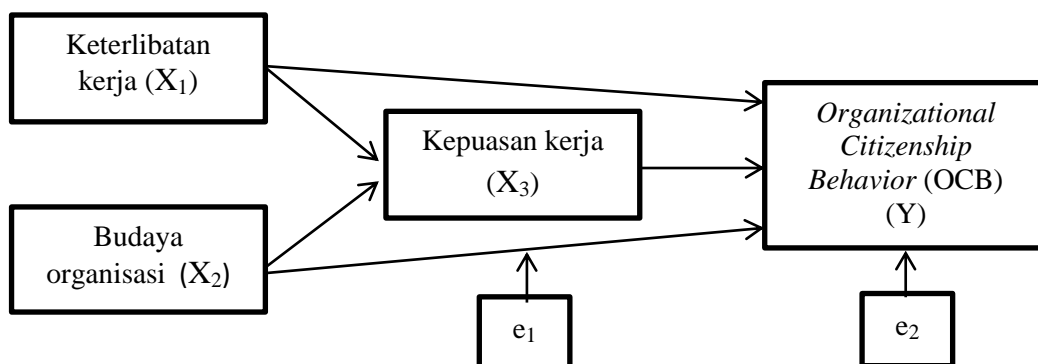 Keterlibatan
kerja (X₁)
Kepuasan kerja
(X₃)
Organizational
Citizenship
Behavior (OCB)
(Y)
Budaya
organisasi (X₂)
e₁
e₂